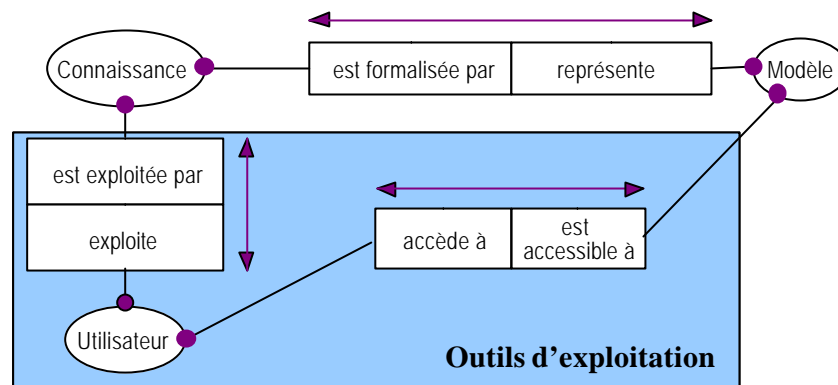 Connaissance
est formalisée par
représente
Modèle
est exploitée par
exploite
accède à
est
accessible à
Utilisateur
Outils d’exploitation